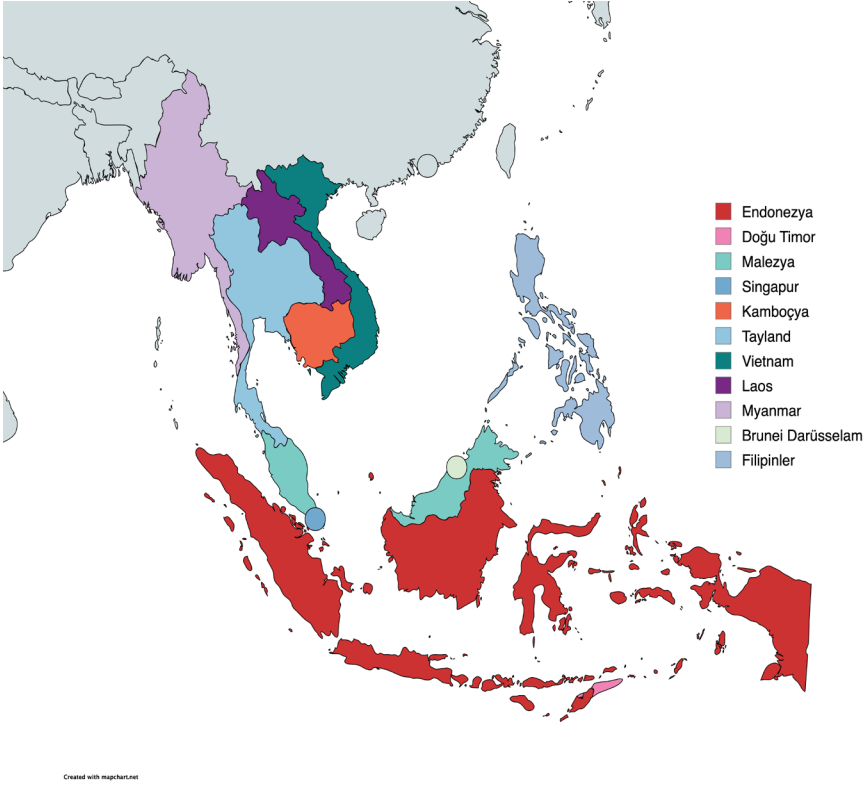 Endonezya
Doğu Timor
Malezya
Singapur
Kamboçya
Tayland
Vietnam
Laos
Myanmar
Brunei Darüsselam
Filipinler
Created with mapchart.net